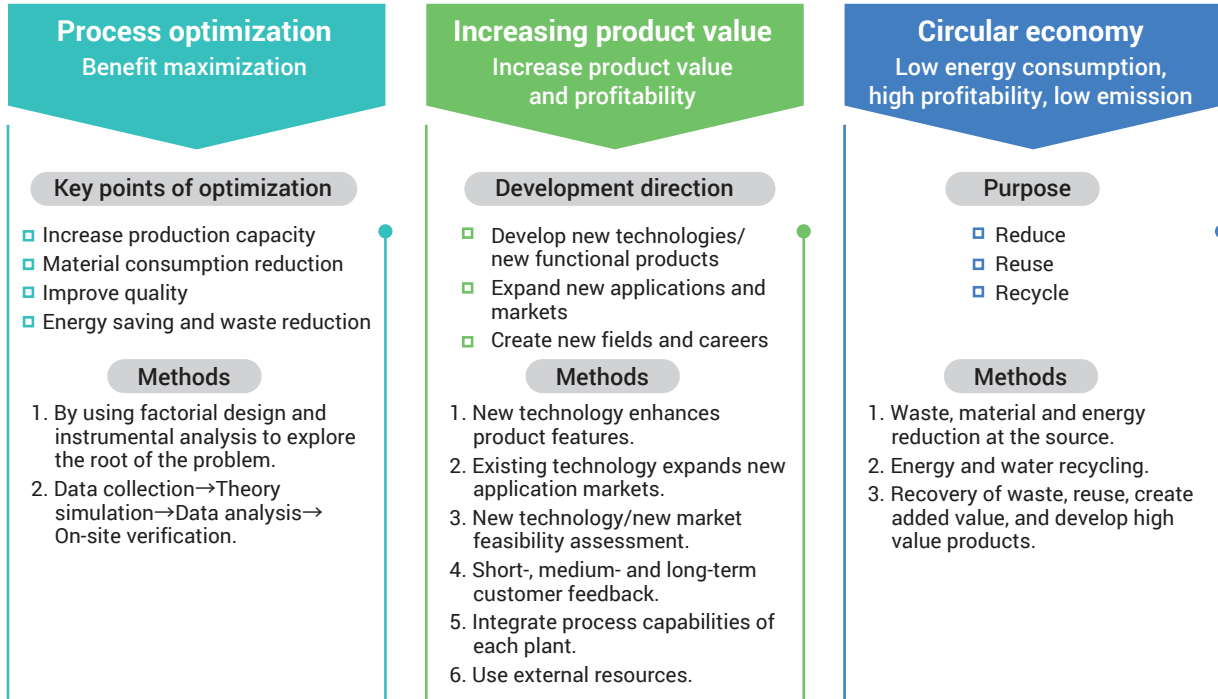 Process optimization
Benefit maximization
Key points of optimization
Increase production capacity
Material consumption reduction
Improve quality
Energy saving and waste reduction
Methods
1. By using factorial design and
instrumental analysis to explore
the root of the problem.
2. Data collection→Theory
simulation→Data analysis→
On-site verification.
Increasing product value
Increase product value
and profitability
Development direction
Develop new technologies/
new functional products
Expand new applications and
markets
Create new fields and careers
Methods
1. New technology enhances
product features.
2. Existing technology expands new
application markets.
3. New technology/new market
feasibility assessment.
4. Short-, medium- and long-term
customer feedback.
5. Integrate process capabilities of
each plant.
6. Use external resources.
Circular economy
Low energy consumption,
high profitability, low emission
Purpose
Reduce
Reuse
Recycle
Methods
1. Waste, material and energy
reduction at the source.
2. Energy and water recycling.
3. Recovery of waste, reuse, create
added value, and develop high
value products.